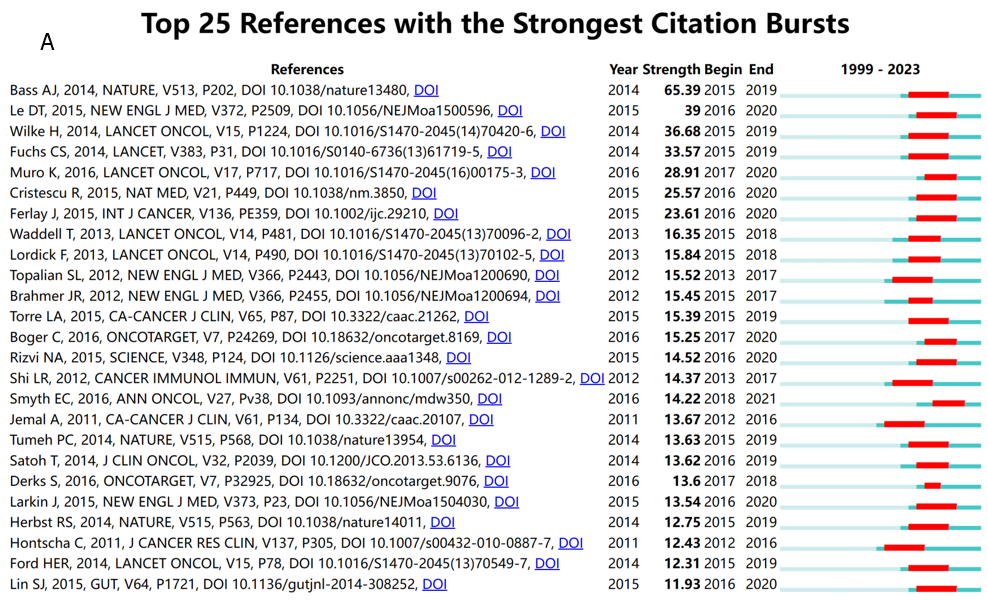 Top 25 References with the Strongest Citation Bursts
A
References Year Strength Begin End 1999 - 2023
Bass AJ, 2014, NATURE, V513, P202, DOI 10.1038/nature13480, DOI 2014 65.39 2015 2019
Le DT, 2015, NEW ENGL J MED, V372, P2509, DOI 10.1056/NEJMoa1500596, DOI 2015 39 2016 2020
Wilke H, 2014, LANCET ONCOL, V15, P1224, DOI 10.1016/S1470-2045(14)70420-6, DOI 2014 36.68 2015 2019
Fuchs CS, 2014, LANCET, V383, P31, DOI 10.1016/S0140-6736(13)61719-5, DOI 2014 33.57 2015 2019
Muro K, 2016, LANCET ONCOL, V17, P717, DOI 10.1016/S1470-2045(16)00175-3, DOI 2016 28.91 2017 2020
Cristescu R, 2015, NAT MED, V21, P449, DOI 10.1038/nm.3850, DOI 2015 25.57 2016 2020
Ferlay J, 2015, INT J CANCER, V136, PE359, DOI 10.1002/ijc.29210, DOI 2015 23.61 2016 2020
Waddell T, 2013, LANCET ONCOL, V14, P481, DOI 10.1016/S1470-2045(13)70096-2, DOI 2013 16.35 2015 2018
Lordick F, 2013, LANCET ONCOL, V14, P490, DOI 10.1016/S1470-2045(13)70102-5, DOI 2013 15.84 2015 2018
Topalian SL, 2012, NEW ENGL J MED, V366, P2443, DOI 10.1056/NEJMoa1200690, DOI 2012 15.52 2013 2017
Brahmer JR, 2012, NEW ENGL J MED, V366, P2455, DOI 10.1056/NEJMoa1200694, DOI 2012 15.45 2015 2017
Torre LA, 2015, CA-CANCER J CLIN, V65, P87, DOI 10.3322/caac.21262, DOI 2015 15.39 2015 2019
Boger C, 2016, ONCOTARGET, V7, P24269, DOI 10.18632/oncotarget.8169, DOI 2016 15.25 2017 2020
Rizvi NA, 2015, SCIENCE, V348, P124, DOI 10.1126/science.aaa1348, DOI 2015 14.52 2016 2020
Shi LR, 2012, CANCER IMMUNOL IMMUN, V61, P2251, DOI 10.1007/s00262-012-1289-2, DOI 2012 14.37 2013 2017
Smyth EC, 2016, ANN ONCOL, V27, Pv38, DOI 10.1093/annonc/mdw350, DOI 2016 14.22 2018 2021
Jemal A, 2011, CA-CANCER J CLIN, V61, P134, DOI 10.3322/caac.20107, DOI 2011 13.67 2012 2016
Tumeh PC, 2014, NATURE, V515, P568, DOI 10.1038/nature13954, DOI 2014 13.63 2015 2019
Satoh T, 2014, J CLIN ONCOL, V32, P2039, DOI 10.1200/JCO.2013.53.6136, DOI 2014 13.62 2016 2019
Derks S, 2016, ONCOTARGET, V7, P32925, DOI 10.18632/oncotarget.9076, DOI 2016 13.6 2017 2018
Larkin J, 2015, NEW ENGL J MED, V373, P23, DOI 10.1056/NEJMoa1504030, DOI 2015 13.54 2016 2020
Herbst RS, 2014, NATURE, V515, P563, DOI 10.1038/nature14011, DOI 2014 12.75 2015 2019
Hontscha C, 2011, J CANCER RES CLIN, V137, P305, DOI 10.1007/s00432-010-0887-7, DOI 2011 12.43 2012 2016
Ford HER, 2014, LANCET ONCOL, V15, P78, DOI 10.1016/S1470-2045(13)70549-7, DOI 2014 12.31 2015 2019
Lin SJ, 2015, GUT, V64, P1721, DOI 10.1136/gutjnl-2014-308252, DOI 2015 11.93 2016 2020